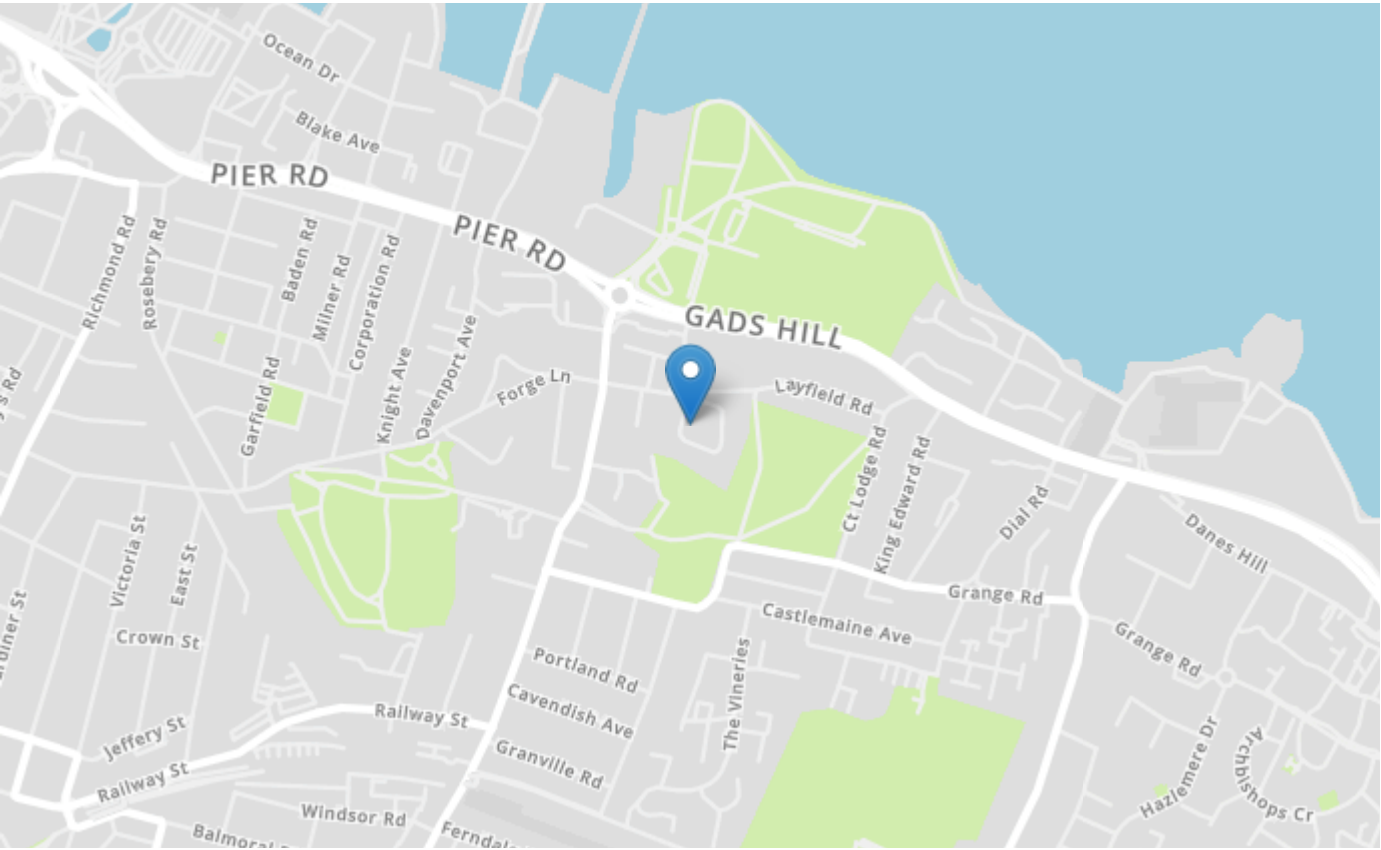 Ocean Dr
Blake Ave
PIER RD
PIER RD
Richmond Rd
Rosebery Rd
Baden Rd
Milner Rd
Corporation Rd
GADS HILL
Knight Ave
Davenport Ave
Garfield Rd
Forge Ln
Layfield Rd
Ct Lodge Rd
King Edward Rd
Dial Rd
Danes Hill
Victoria St
East St
Crown St
Grange Rd
Castlemaine Ave
Grange Rd
The Vineries
Portland Rd
Cavendish Ave
Granville Rd
Railway St
Jeffery St
Railway St
Windsor Rd
Hazlemere Dr
Archbishops Cr
Balmoral